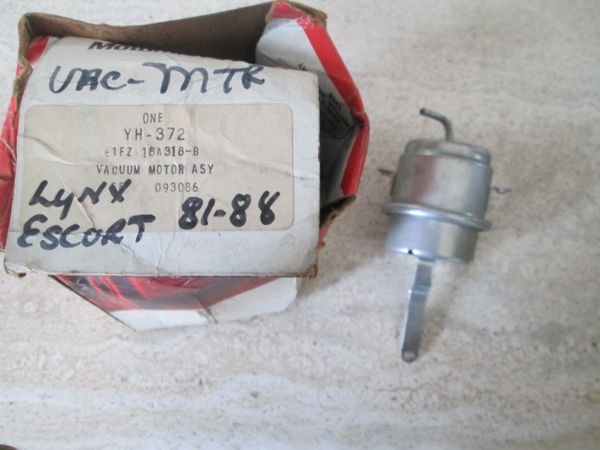 VAC-MTR
ONE
YH-372
E1FZ 18A318-B
VACUUM MOTOR ASY
093086
LYNX
ESCORT 81-88